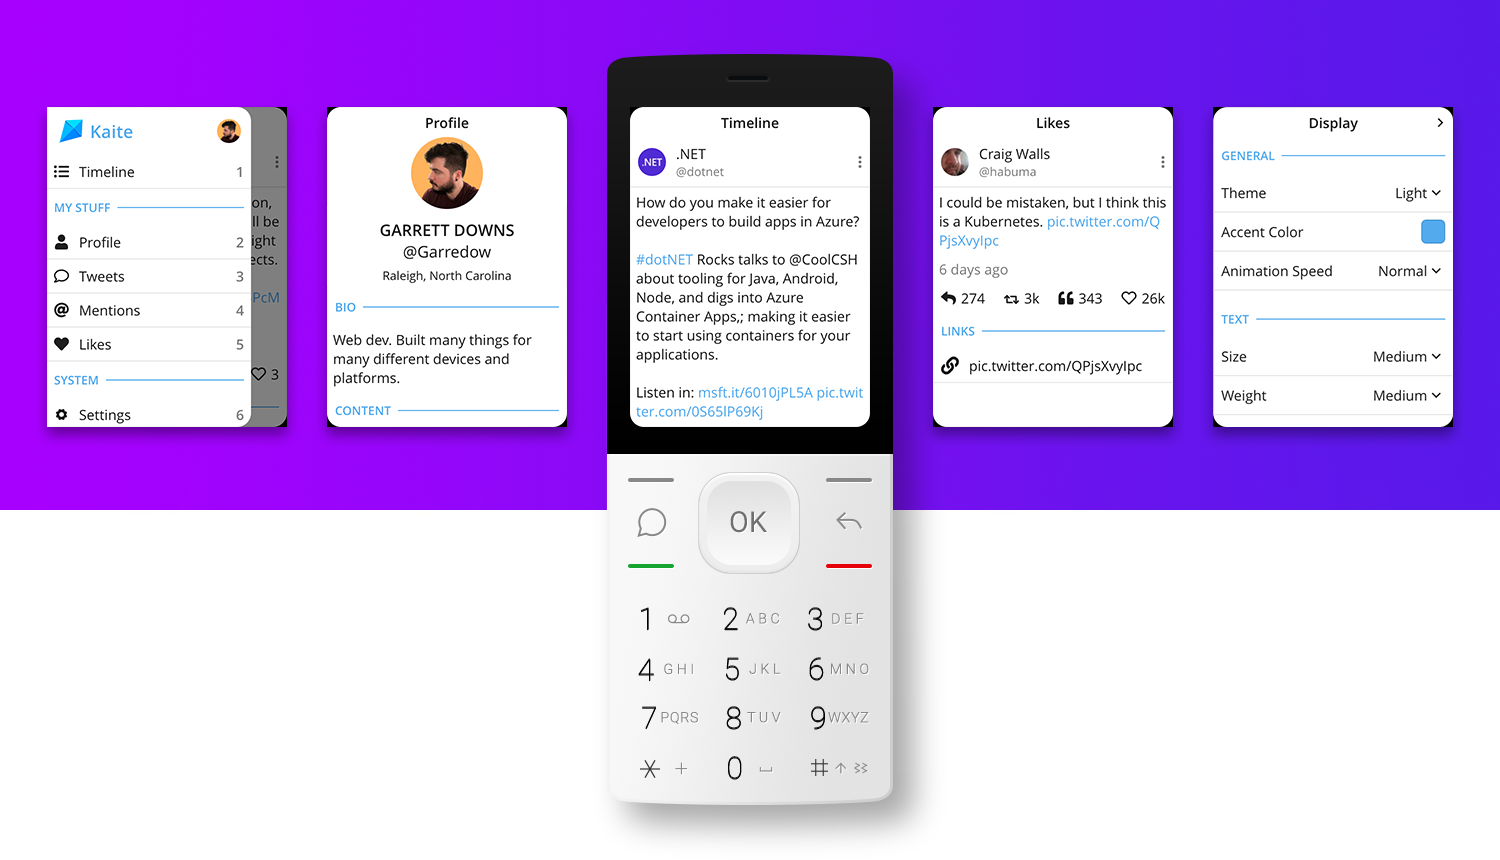 Kaite
Timeline 1
MY STUFF
Profile 2
Tweets 3
Mentions 4
Likes 5
SYSTEM
Settings 6
on,
ll be
ight
ects.
PcM
3
Profile
GARRETT DOWNS
@Garredow
Raleigh, North Carolina
BIO
Web dev. Built many things for
many different devices and
platforms.
CONTENT
Timeline
.NET
.NET
@dotnet
How do you make it easier for
developers to build apps in Azure?
#dotNET Rocks talks to @CoolCSH
about tooling for Java, Android,
Node, and digs into Azure
Container Apps,; making it easier
to start using containers for your
applications.
Listen in: msft.it/6010jPL5A pic.twit
ter.com/0S65lP69Kj
Likes
Craig Walls
@habuma
I could be mistaken, but I think this
is a Kubernetes. pic.twitter.com/Q
PjsXvyIpc
6 days ago
274 3k 343 26k
LINKS
pic.twitter.com/QPjsXvyIpc
Display
GENERAL
Theme Light
Accent Color
Animation Speed Normal
TEXT
Size Medium
Weight Medium
OK
1 2 ABC 3 DEF
4 GHI 5 JKL 6 MNO
7 PQRS 8 TUV 9 WXYZ
* + 0 #